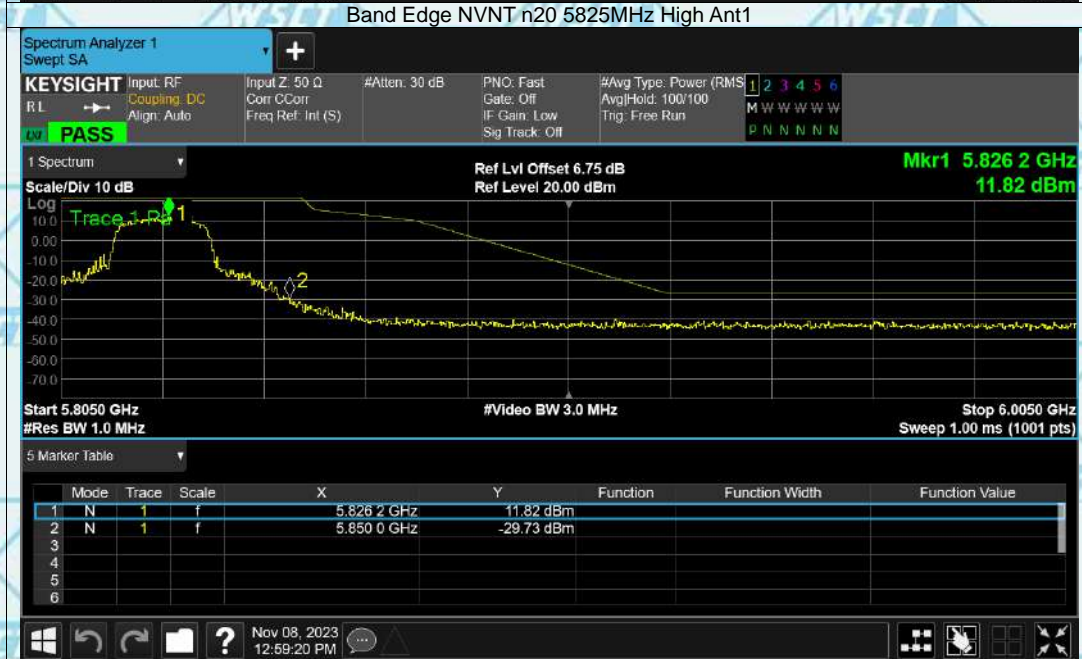 Band Edge NVNT n20 5825MHz High Ant1
Spectrum Analyzer 1
Swept SA
KEYSIGHT Input: RF Input Z: 50 Ω #Atten: 30 dB PNO: Fast #Avg Type: Power (RMS 1 2 3 4 5 6
R L Coupling: DC Corr CCorr Gate: Off Avg|Hold: 100/100 M W W W W W
Align: Auto Freq Ref: Int (S) IF Gain: Low Trig: Free Run
PASS Sig Track: Off P N N N N N
1 Spectrum Ref Lvl Offset 6.75 dB Mkr1 5.826 2 GHz
Scale/Div 10 dB Ref Level 20.00 dBm 11.82 dBm
Log
Trace 1 Pa
1
10.0
0.00
-10.0
-20.0
2
-30.0
-40.0
-50.0
-60.0
-70.0
Start 5.8050 GHz #Video BW 3.0 MHz Stop 6.0050 GHz
#Res BW 1.0 MHz Sweep 1.00 ms (1001 pts)
5 Marker Table
Mode Trace Scale X Y Function Function Width Function Value
1 N 1 f 5.826 2 GHz 11.82 dBm
2 N 1 f 5.850 0 GHz -29.73 dBm
3
4
5
6
Nov 08, 2023
12:59:20 PM